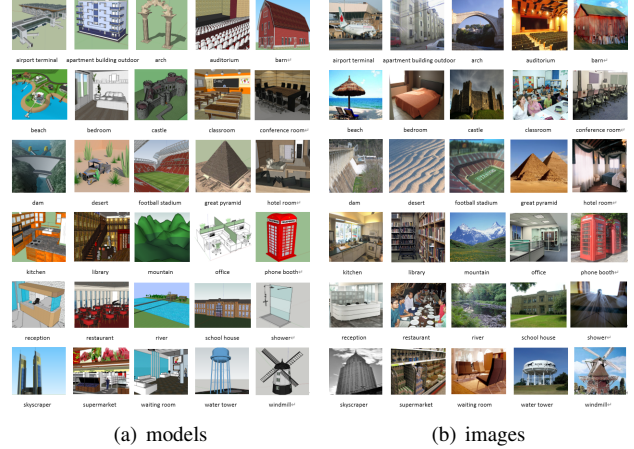 airport terminal apartment building outdoor arch auditorium barn airport terminal apartment building outdoor arch auditorium barn↵
beach bedroom castle classroom conference room↵ beach bedroom castle classroom conference room↵
dam desert football stadium great pyramid hotel room↵ dam desert football stadium great pyramid hotel room↵
kitchen library mountain office phone booth↵ kitchen library mountain office phone booth↵
reception restaurant river school house shower↵ reception restaurant river school house shower↵
skyscraper supermarket waiting room water tower windmill↵ skyscraper supermarket waiting room water tower windmill↵
(a) models (b) images